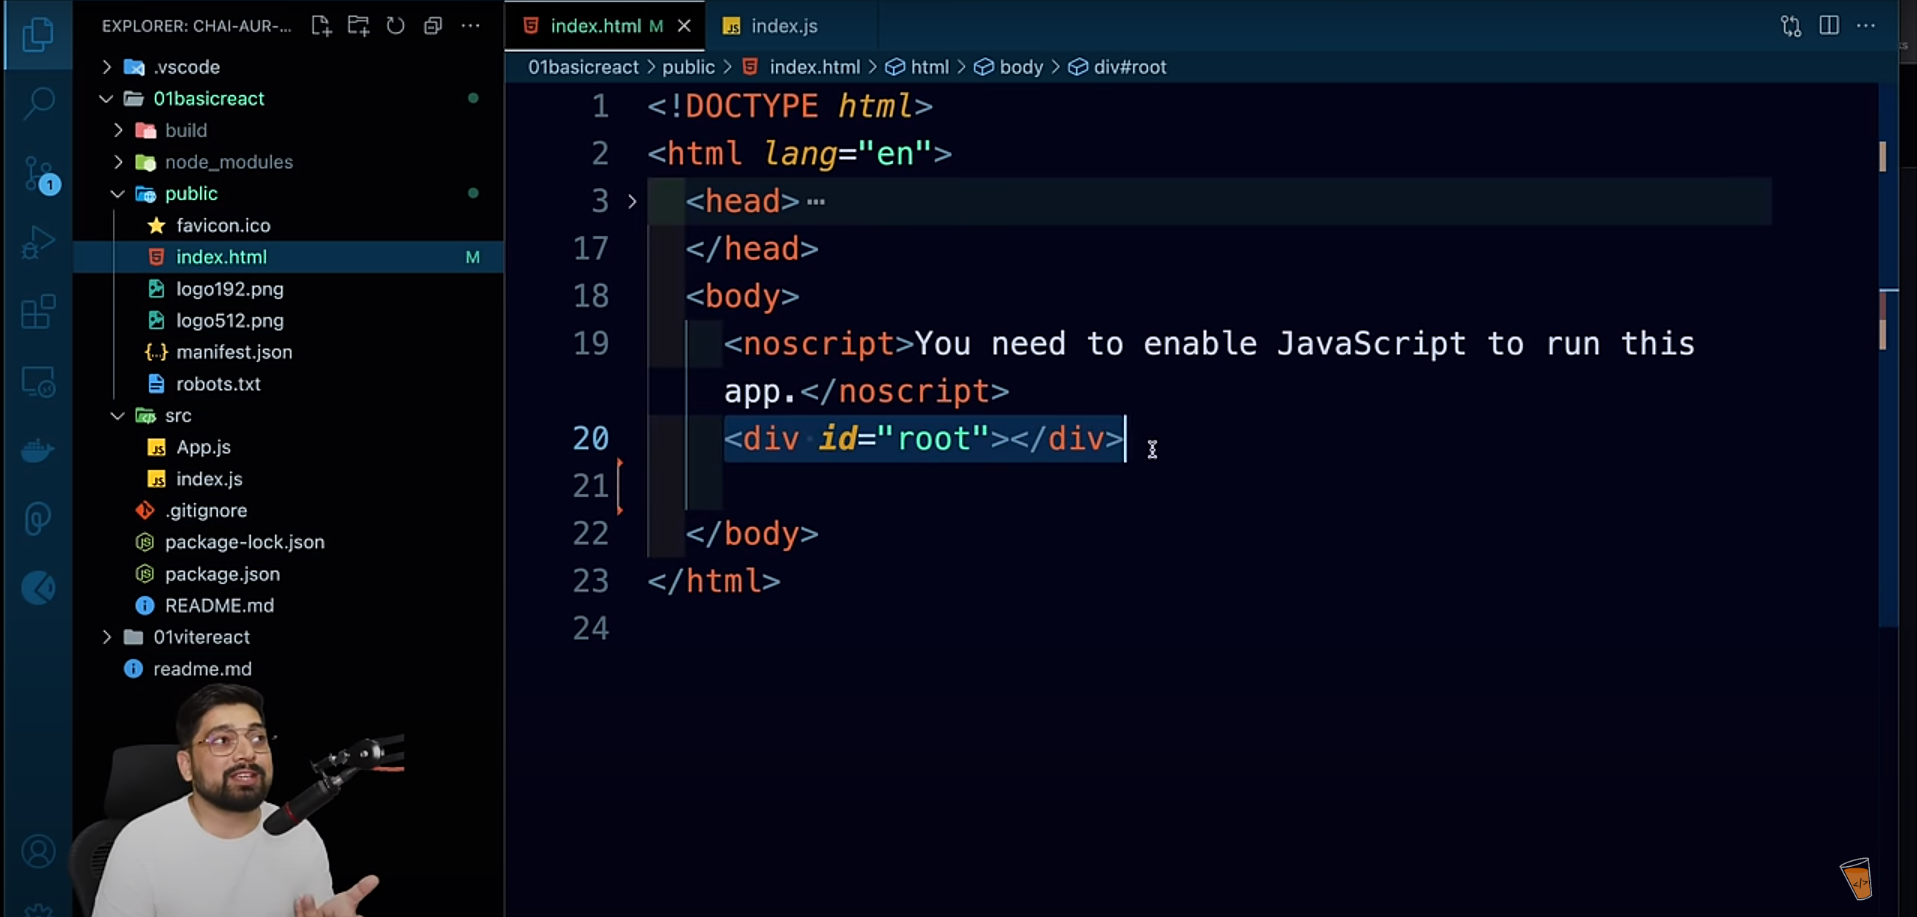 EXPLORER: CHAI-AUR-...
.vscode
01basicreact
build
node_modules
public
favicon.ico
index.html M
logo192.png
logo512.png
manifest.json
robots.txt
src
JS App.js
JS index.js
.gitignore
package-lock.json
package.json
README.md
01vitereact
readme.md
1
index.html M
JS index.js
01basicreact > public > index.html > html > body > div#root
1 <!DOCTYPE html>
2 <html lang="en">
3 <head>
17 </head>
18 <body>
19 <noscript>You need to enable JavaScript to run this
app.</noscript>
20 <div id="root"></div>
21
22 </body>
23 </html>
24